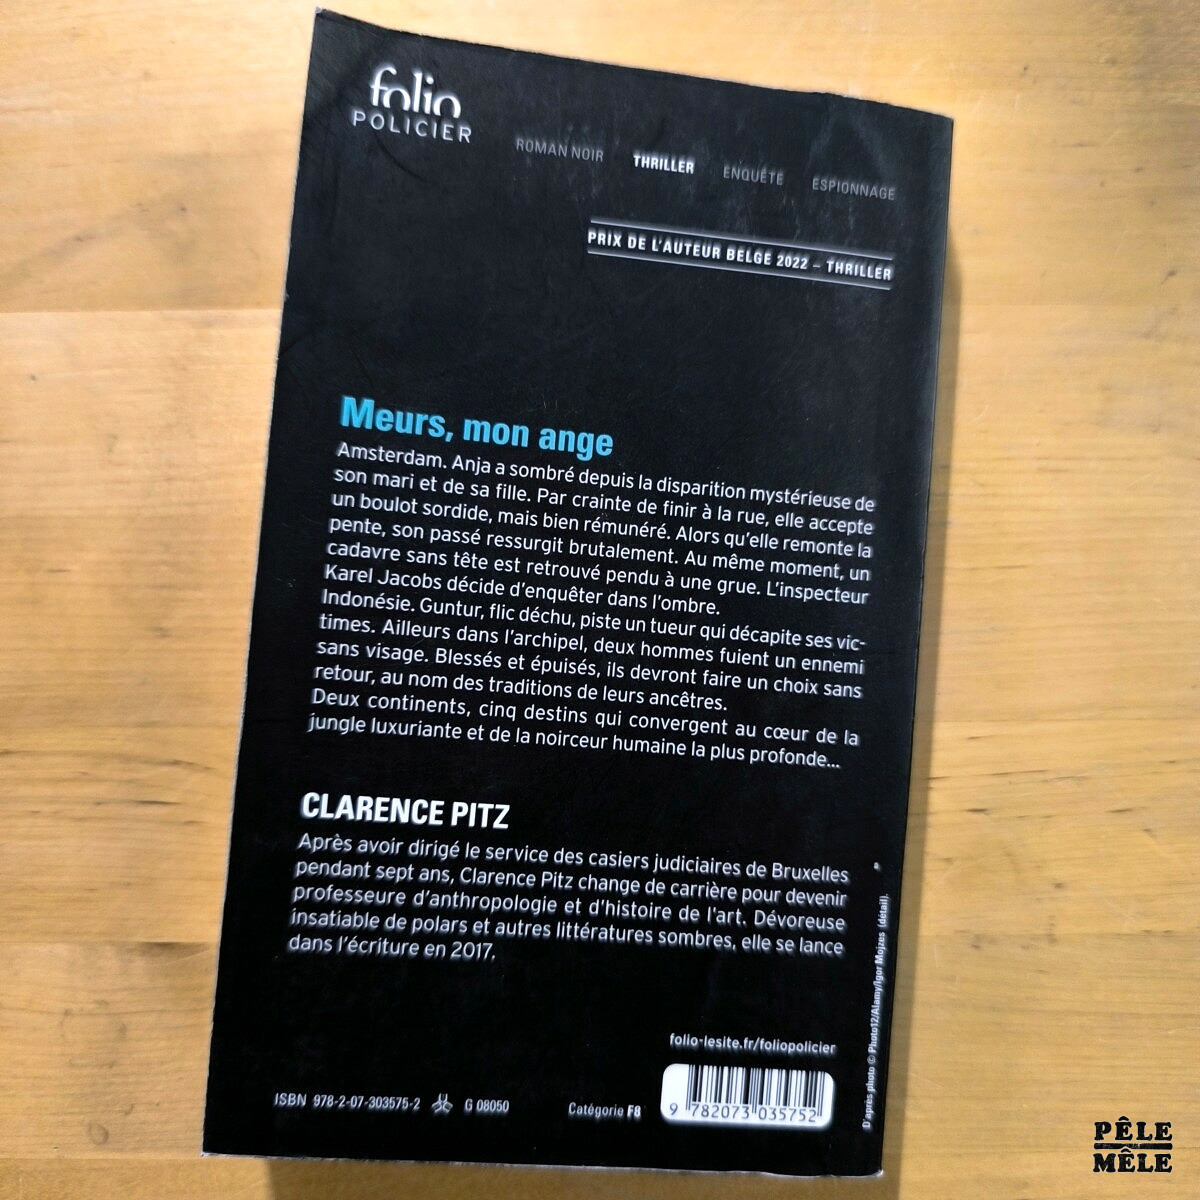 folio
POLICIER
ROMAN NOIR THRILLER ENQUÊTE ESPIONNAGE
PRIX DE L'AUTEUR BELGE 2022 – THRILLER
Meurs, mon ange
Amsterdam. Anja a sombré depuis la disparition mystérieuse de
son mari et de sa fille. Par crainte de finir à la rue, elle accepte
un boulot sordide, mais bien rémunéré. Alors qu'elle remonte la
pente, son passé ressurgit brutalement. Au même moment, un
cadavre sans tête est retrouvé pendu à une grue. L'inspecteur
Karel Jacobs décide d'enquêter dans l'ombre.
Indonésie. Guntur, flic déchu, piste un tueur qui décapite ses vic-
times. Ailleurs dans l'archipel, deux hommes fuient un ennemi
sans visage. Blessés et épuisés, ils devront faire un choix sans
retour, au nom des traditions de leurs ancêtres.
Deux continents, cinq destins qui convergent au cœur de la
jungle luxuriante et de la noirceur humaine la plus profonde...
CLARENCE PITZ
Après avoir dirigé le service des casiers judiciaires de Bruxelles
pendant sept ans, Clarence Pitz change de carrière pour devenir
professeure d'anthropologie et d'histoire de l'art. Dévoreuse
insatiable de polars et autres littératures sombres, elle se lance
dans l'écriture en 2017.
D'après photo © Photo12/Alamy/Igor Mojzes (détail).
folio-lesite.fr/foliopolicier
ISBN 978-2-07-303575-2 G 08050 Catégorie F8
9 782073 035752
PÊLE
MÊLE